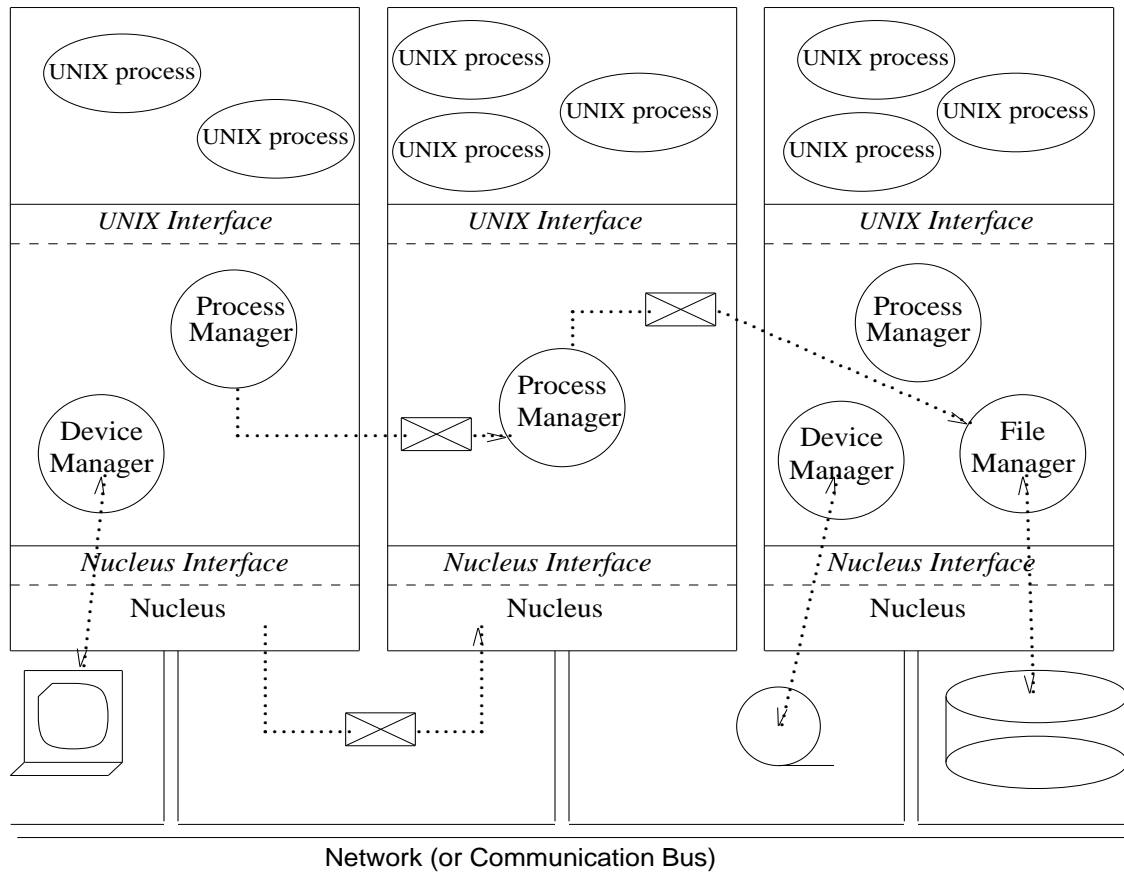 UNIX process
UNIX process
UNIX Interface
Process
Manager
Device
Manager
Nucleus Interface
Nucleus
UNIX process
UNIX process
UNIX process
UNIX Interface
Process
Manager
Nucleus Interface
Nucleus
UNIX process
UNIX process
UNIX process
UNIX Interface
Process
Manager
Device
Manager
File
Manager
Nucleus Interface
Nucleus
Network (or Communication Bus)